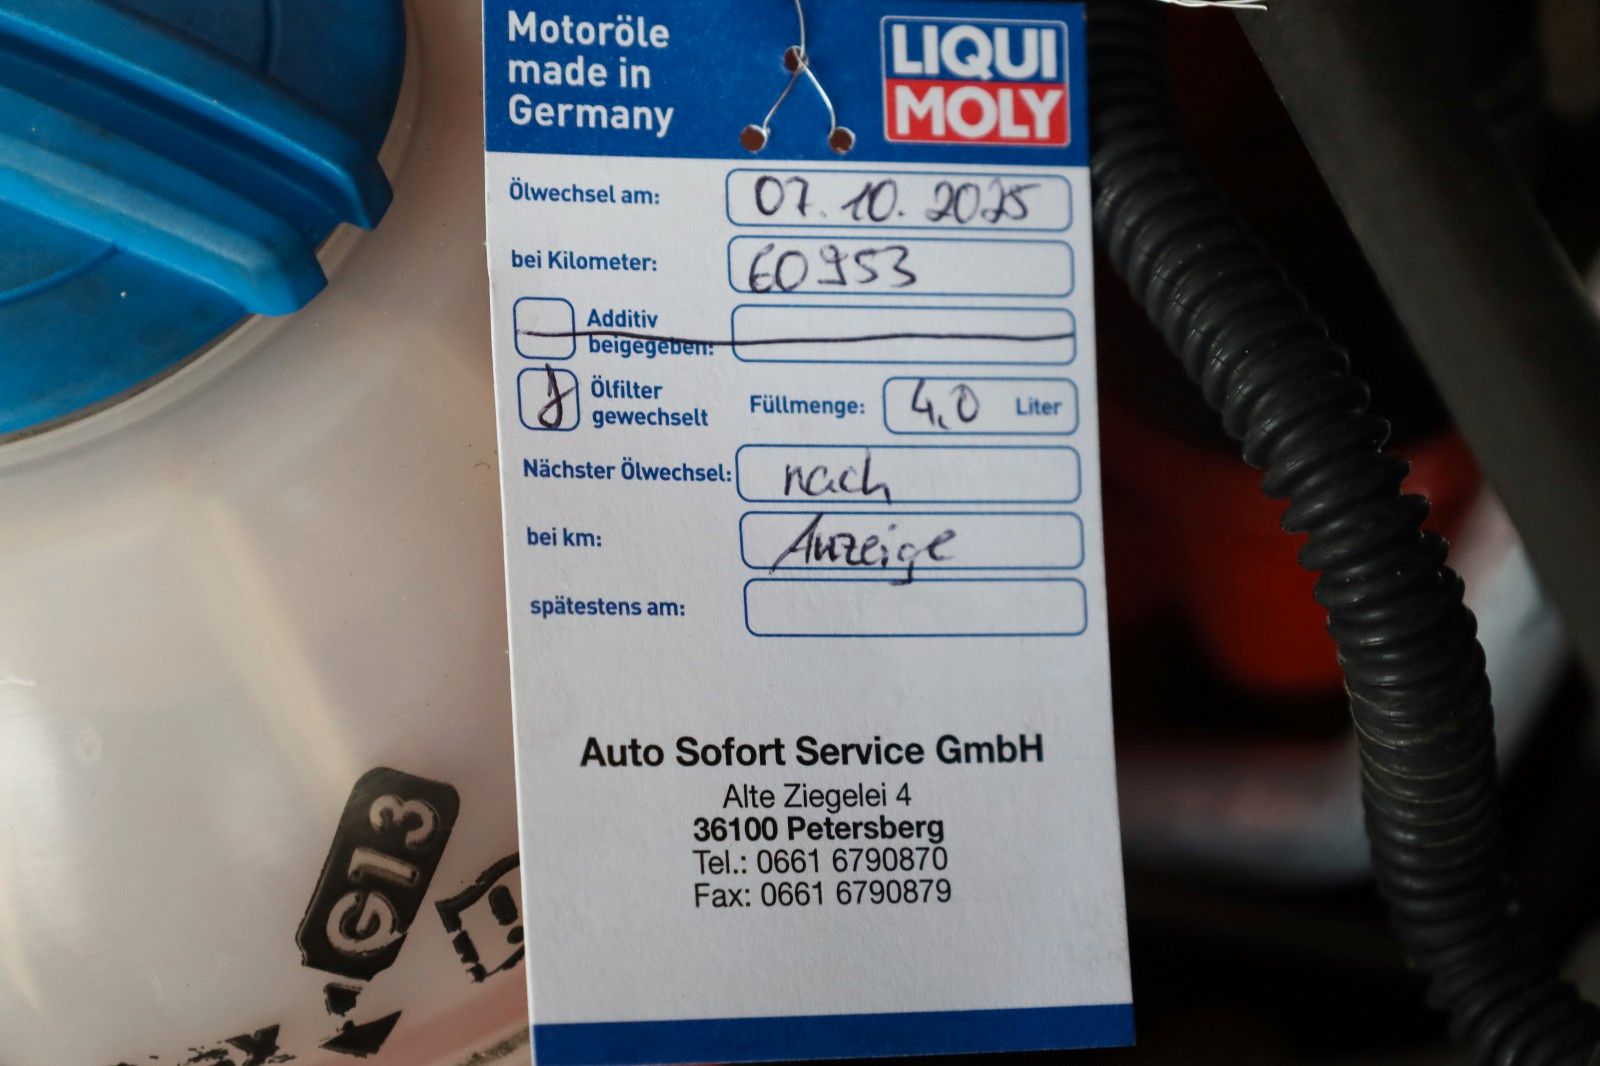 Motoröle
made in
Germany
LIQUI
MOLY
Ölwechsel am: 07.10.2025
bei Kilometer: 60953
Additiv
beigegeben:
Ölfilter
gewechselt
Füllmenge: 4,0 Liter
Nächster Ölwechsel: nach
bei km: Anzeige
spätestens am:
Auto Sofort Service GmbH
Alte Ziegelei 4
36100 Petersberg
Tel.: 0661 6790870
Fax: 0661 6790879
G13